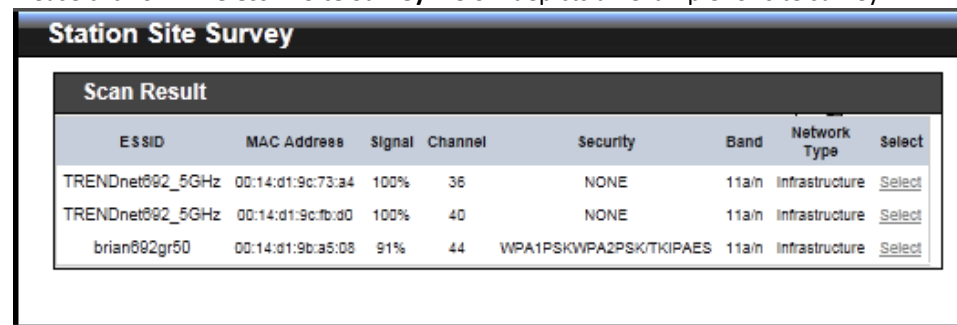 Station Site Survey
Scan Result
ESSID MAC Address Signal Channel Security Band Network Type Select
TRENDnet692_5GHz 00:14:d1:9c:73:a4 100% 36 NONE 11a/n Infrastructure Select
TRENDnet692_5GHz 00:14:d1:9c:fb:d0 100% 40 NONE 11a/n Infrastructure Select
brian692gr50 00:14:d1:9b:a5:08 91% 44 WPA1PSKWPA2PSK/TKIPAES 11a/n Infrastructure Select